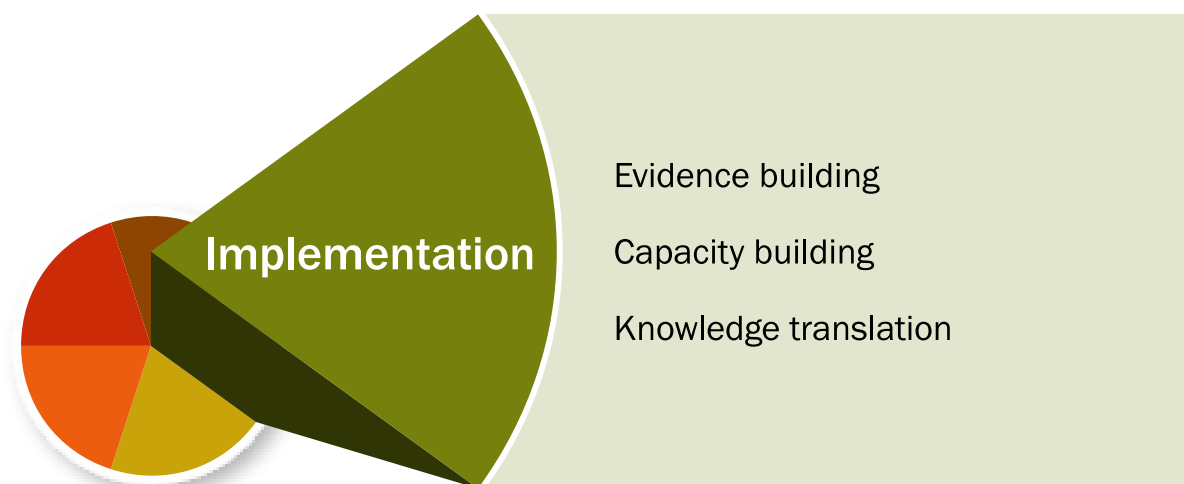 Implementation
Evidence building
Capacity building
Knowledge translation